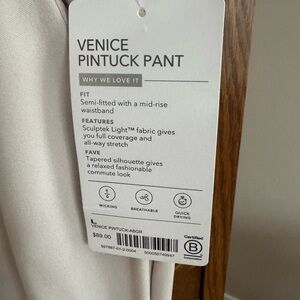 VENICE
PINTUCK PANT
WHY WE LOVE IT
FIT
Semi-fitted with a mid-rise
waistband
FEATURES
Sculptek Light™ fabric gives
you full coverage and
all-way stretch
FAVE
Tapered silhouette gives
a relaxed fashionable
commute look
WICKING
BREATHABLE
QUICK
DRYING
L
VENICE PINTUCK-ABGR
$89.00
Certified
B
Corporation